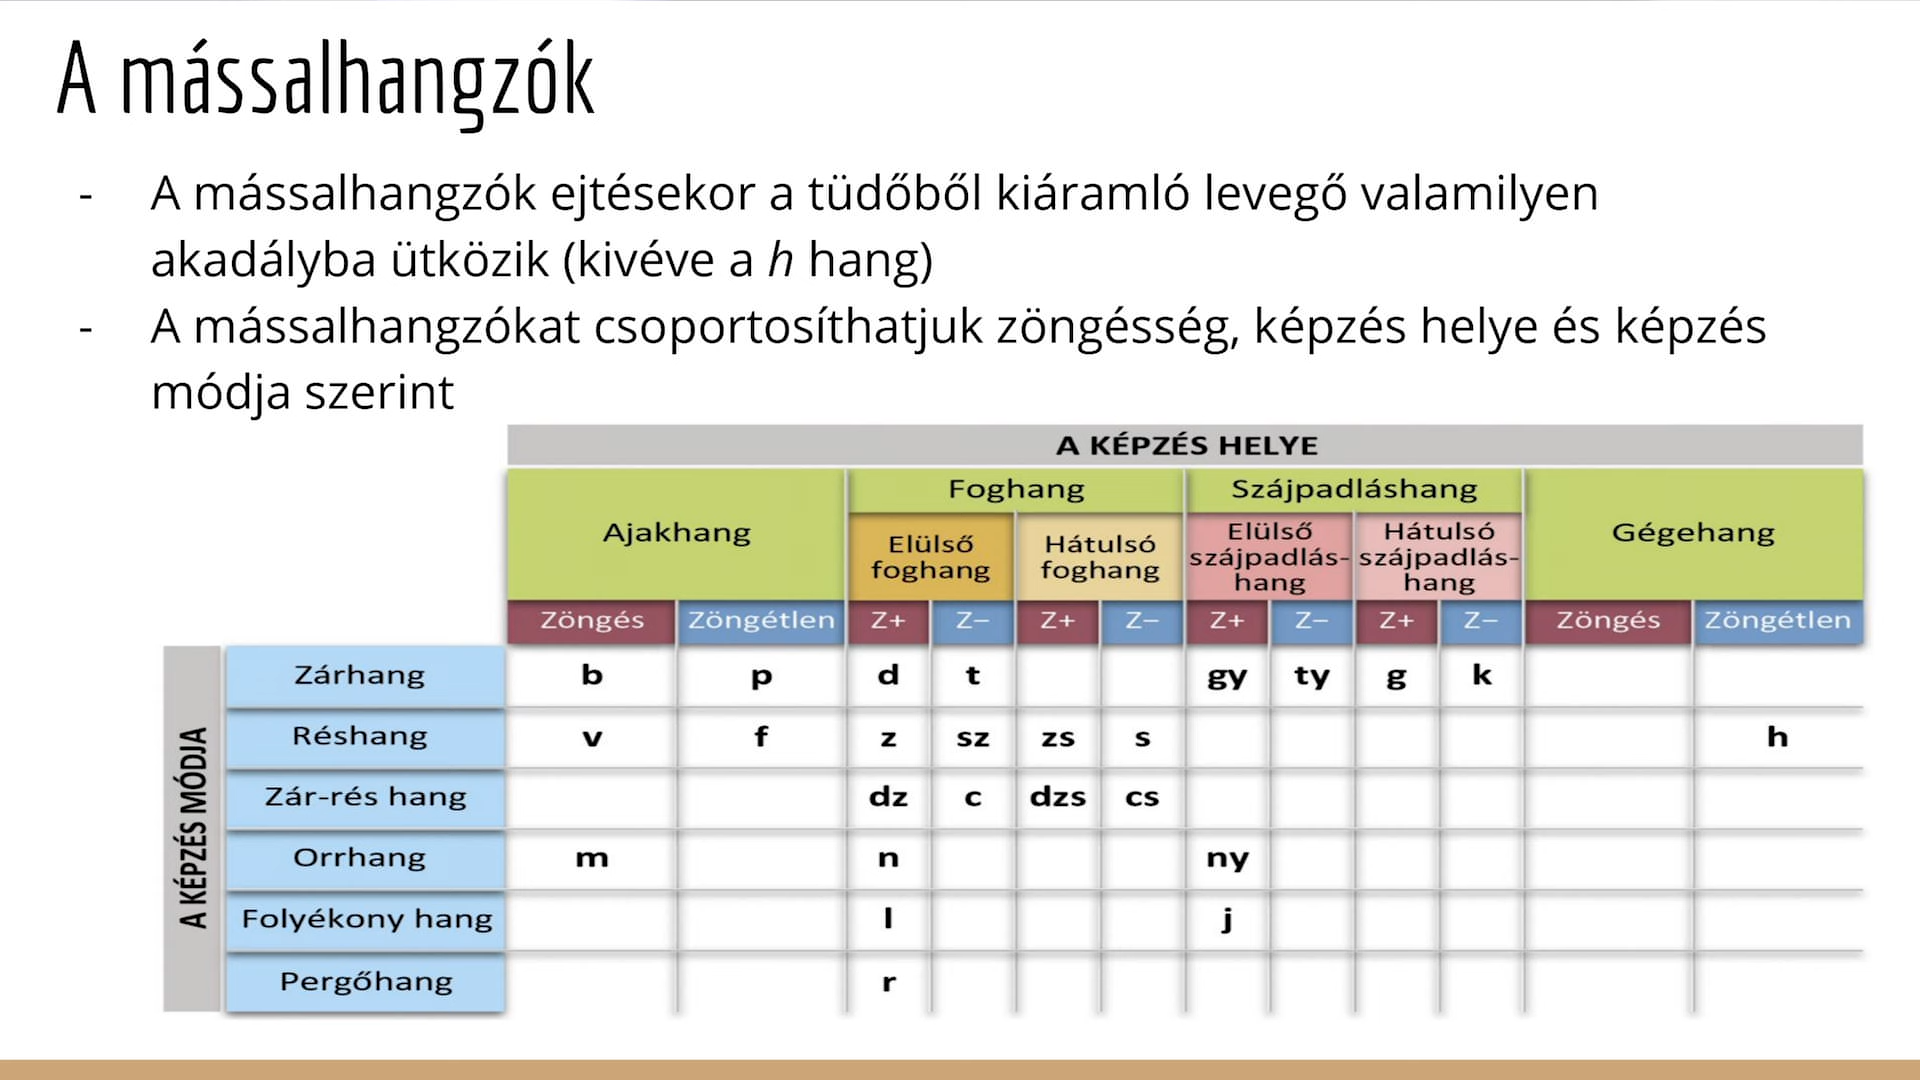 A mássalhangzók
- A mássalhangzók ejtésekor a tüdőből kiáramló levegő valamilyen
akadályba ütközik (kivéve a h hang)
- A mássalhangzókat csoportosíthatjuk zöngésség, képzés helye és képzés
módja szerint
A KÉPZÉS HELYE
Ajakhang Foghang Szájpadláshang Gégehang
Elülső foghang Hátulsó foghang Elülső szájpadlás-hang Hátulsó szájpadlás-hang
Zöngés Zöngétlen Z+ Z– Z+ Z– Z+ Z– Z+ Z– Zöngés Zöngétlen
A KÉPZÉS MÓDJA
Zárhang b p d t gy ty g k
Réshang v f z sz zs s h
Zár-rés hang dz c dzs cs
Orrhang m n ny
Folyékony hang l j
Pergőhang r